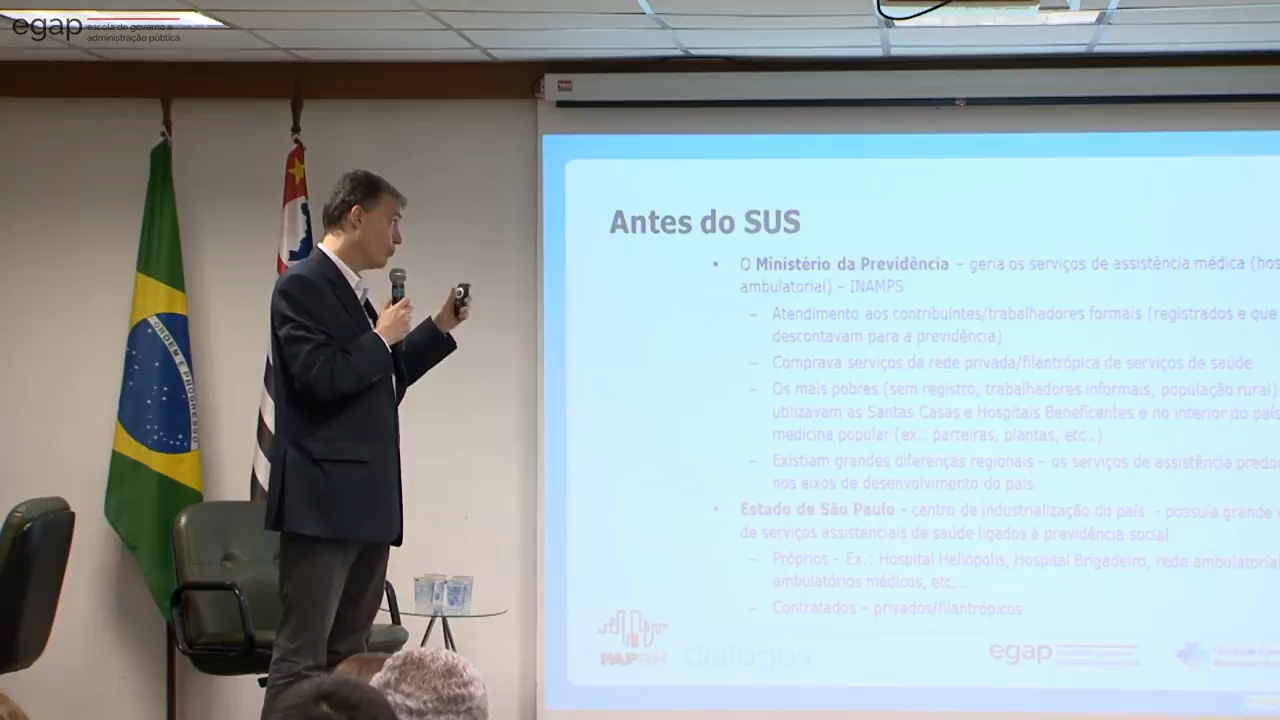 egap escola de governo e
administração pública
ORDEM E PROGRESSO
Antes do SUS
• O Ministério da Previdência – geria os serviços de assistência médica (hos
ambulatorial) – INAMPS
– Atendimento aos contribuintes/trabalhadores formais (registrados e que
descontavam para a previdência)
– Comprava serviços da rede privada/filantrópica de serviços de saúde
– Os mais pobres (sem registro, trabalhadores informais, população rural)
utilizavam as Santas Casas e Hospitais Beneficentes e no interior do país
medicina popular (ex.: parteiras, plantas, etc..)
– Existiam grandes diferenças regionais – os serviços de assistência predo
nos eixos de desenvolvimento do país
• Estado de São Paulo - centro de industrialização do país - possuía grande
de serviços assistenciais de saúde ligados à previdência social
– Próprios – Ex.: Hospital Heliópolis, Hospital Brigadeiro, rede ambulatorial
ambulatórios médicos, etc...
– Contratados – privados/filantrópicos
diálogos
egap